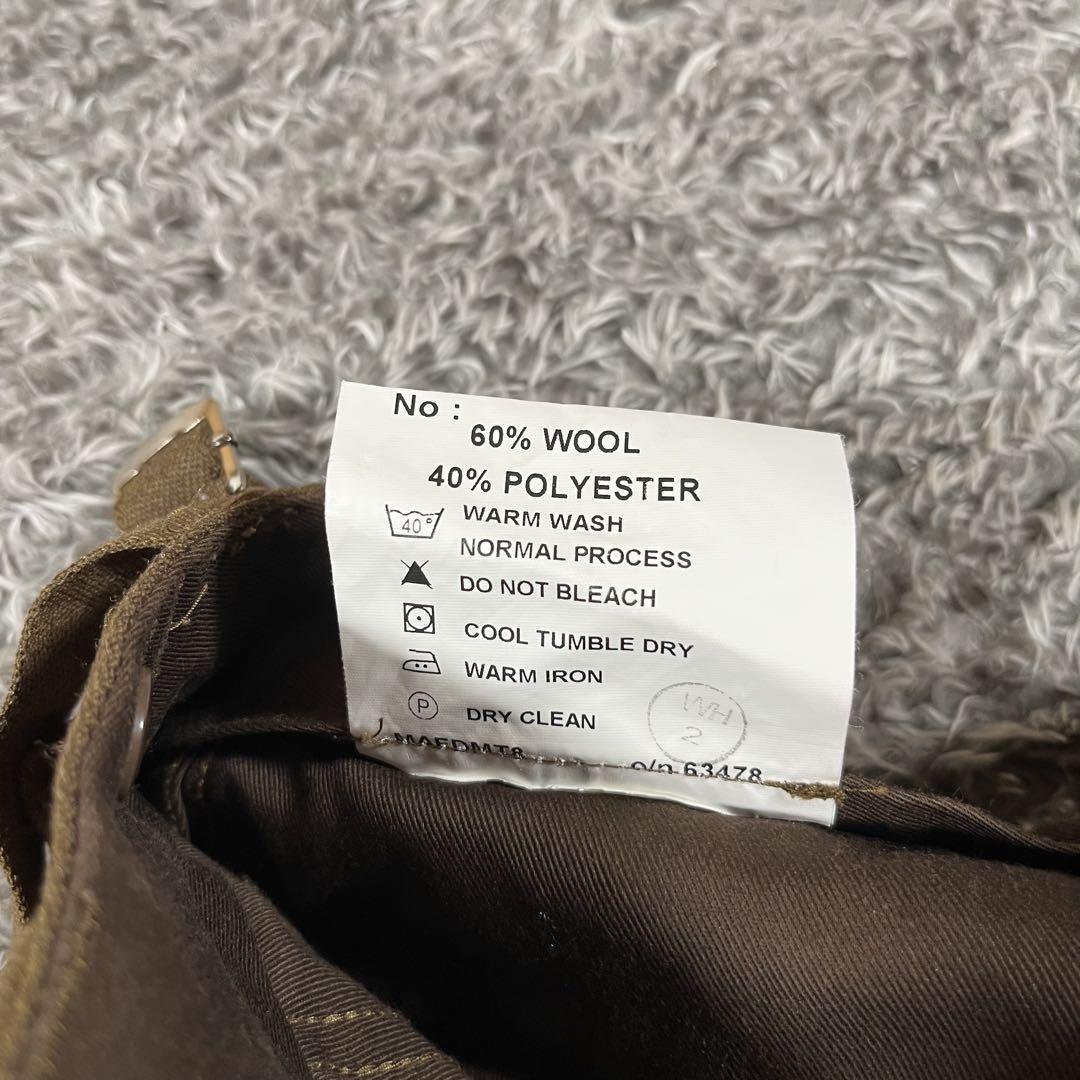 No :
60% WOOL
40% POLYESTER
40° WARM WASH
NORMAL PROCESS
DO NOT BLEACH
COOL TUMBLE DRY
WARM IRON
P DRY CLEAN
WH
2
MAFDMT8
o/n 63478